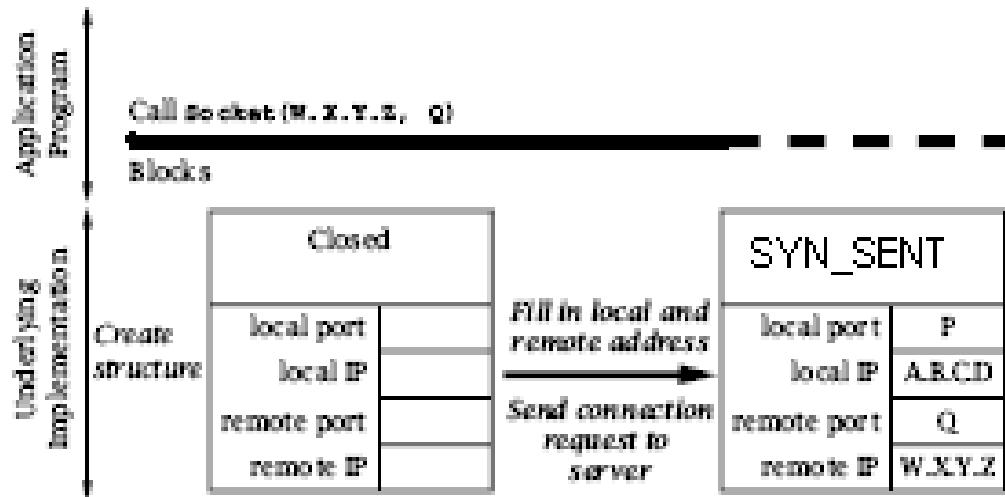 Application
Program
Call Socket(W.X.Y.Z, Q)
Blocks
Underlying
Implementation
Create
structure
Closed
local port
local IP
remote port
remote IP
Fill in local and
remote address
Send connection
request to
server
SYN_SENT
local port P
local IP A.B.C.D
remote port Q
remote IP W.X.Y.Z